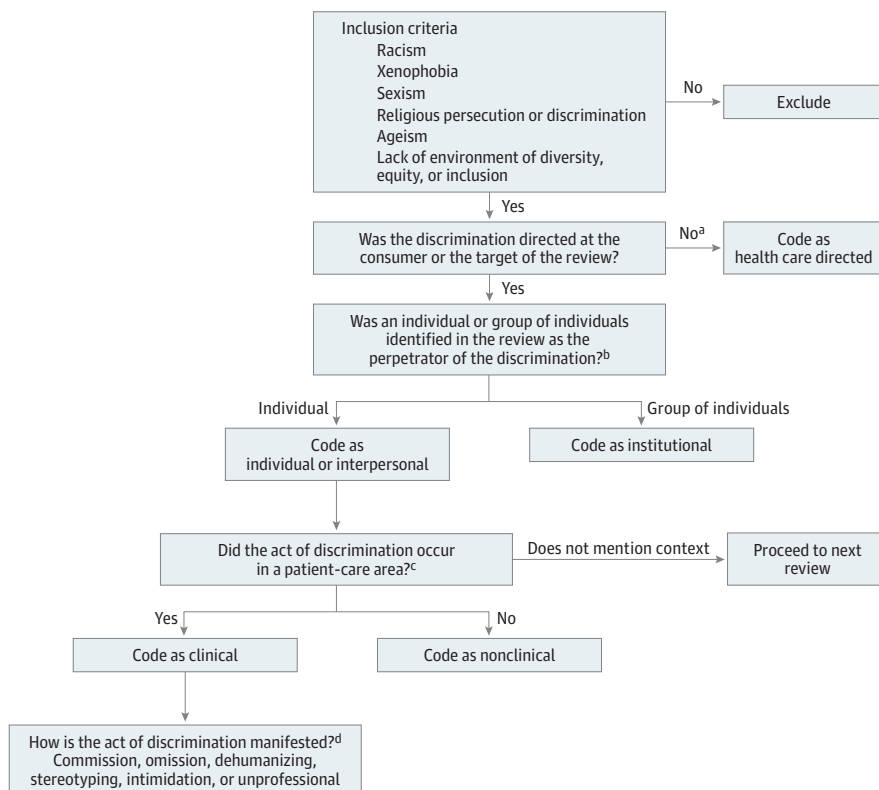 Inclusion criteria
Racism
Xenophobia
Sexism
Religious persecution or discrimination
Ageism
Lack of environment of diversity,
equity, or inclusion
No
Exclude
Yes
Was the discrimination directed at the
consumer or the target of the review?
Noᵃ
Code as
health care directed
Yes
Was an individual or group of individuals
identified in the review as the
perpetrator of the discrimination?ᵇ
Individual
Group of individuals
Code as
individual or interpersonal
Code as institutional
Did the act of discrimination occur
in a patient-care area?ᶜ
Does not mention context
Proceed to next
review
Yes
No
Code as clinical
Code as nonclinical
How is the act of discrimination manifested?ᵈ
Commission, omission, dehumanizing,
stereotyping, intimidation, or unprofessional